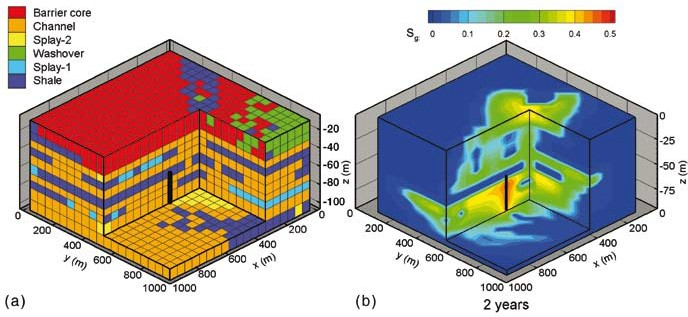 Barrier core
Channel
Splay-2
Washover
Splay-1
Shale
-20
-40
-60
-80
-100
z (m)
0
200
400
600
800
1000
y (m)
0
200
400
600
800
1000
x (m)
(a)
Sg:
0
0.1
0.2
0.3
0.4
0.5
0
-25
-50
-75
z (m)
0
200
400
600
800
1000
y (m)
0
200
400
600
800
1000
x (m)
(b)
2 years